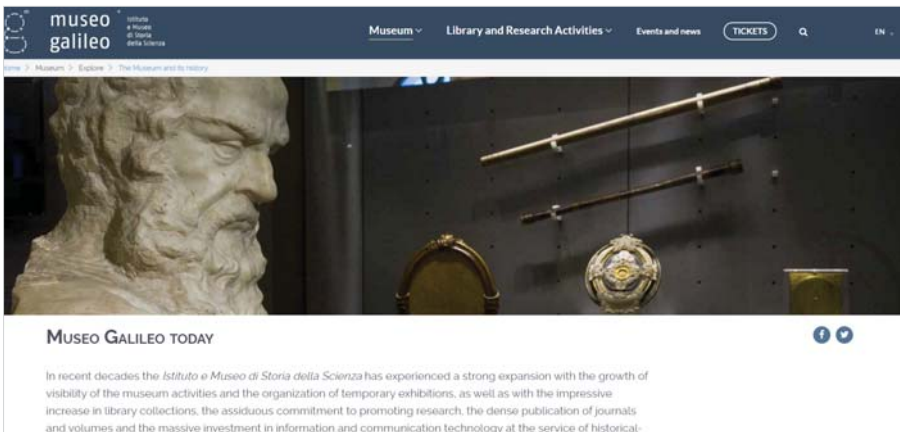 museo
galileo
Istituto
e Museo
di Storia
della Scienza
Museum
Library and Research Activities
Events and news
TICKETS
EN
Home > Museum > Explore > The Museum and its history
MUSEO GALILEO TODAY
In recent decades the Istituto e Museo di Storia della Scienza has experienced a strong expansion with the growth of
visibility of the museum activities and the organization of temporary exhibitions, as well as with the impressive
increase in library collections, the assiduous commitment to promoting research, the dense publication of journals
and volumes and the massive investment in information and communication technology at the service of historical-